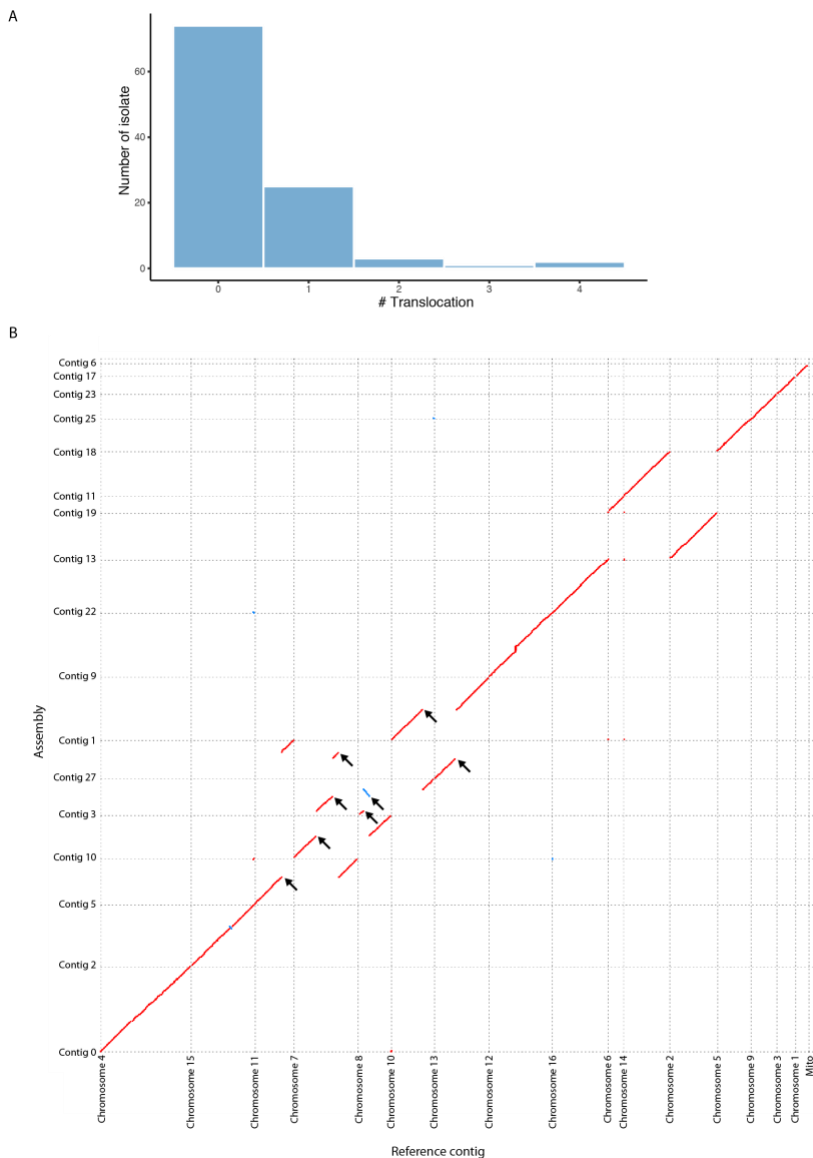 A
Number of isolate
60
40
20
0
0 1 2 3 4
# Translocation
B
Assembly
Contig 6
Contig 17
Contig 23
Contig 25
Contig 18
Contig 11
Contig 19
Contig 13
Contig 22
Contig 9
Contig 1
Contig 27
Contig 3
Contig 10
Contig 5
Contig 2
Contig 0
Chromosome 4
Chromosome 15
Chromosome 11
Chromosome 7
Chromosome 8
Chromosome 10
Chromosome 13
Chromosome 12
Chromosome 16
Chromosome 6
Chromosome 14
Chromosome 2
Chromosome 5
Chromosome 9
Chromosome 3
Chromosome 1
Mito
Reference contig